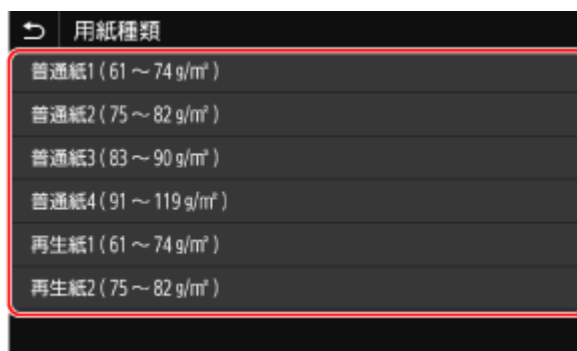 用紙種類
普通紙1 ( 61 ～ 74 g/m² )
普通紙2 ( 75 ～ 82 g/m² )
普通紙3 ( 83 ～ 90 g/m² )
普通紙4 ( 91 ～ 119 g/m² )
再生紙1 ( 61 ～ 74 g/m² )
再生紙2 ( 75 ～ 82 g/m² )